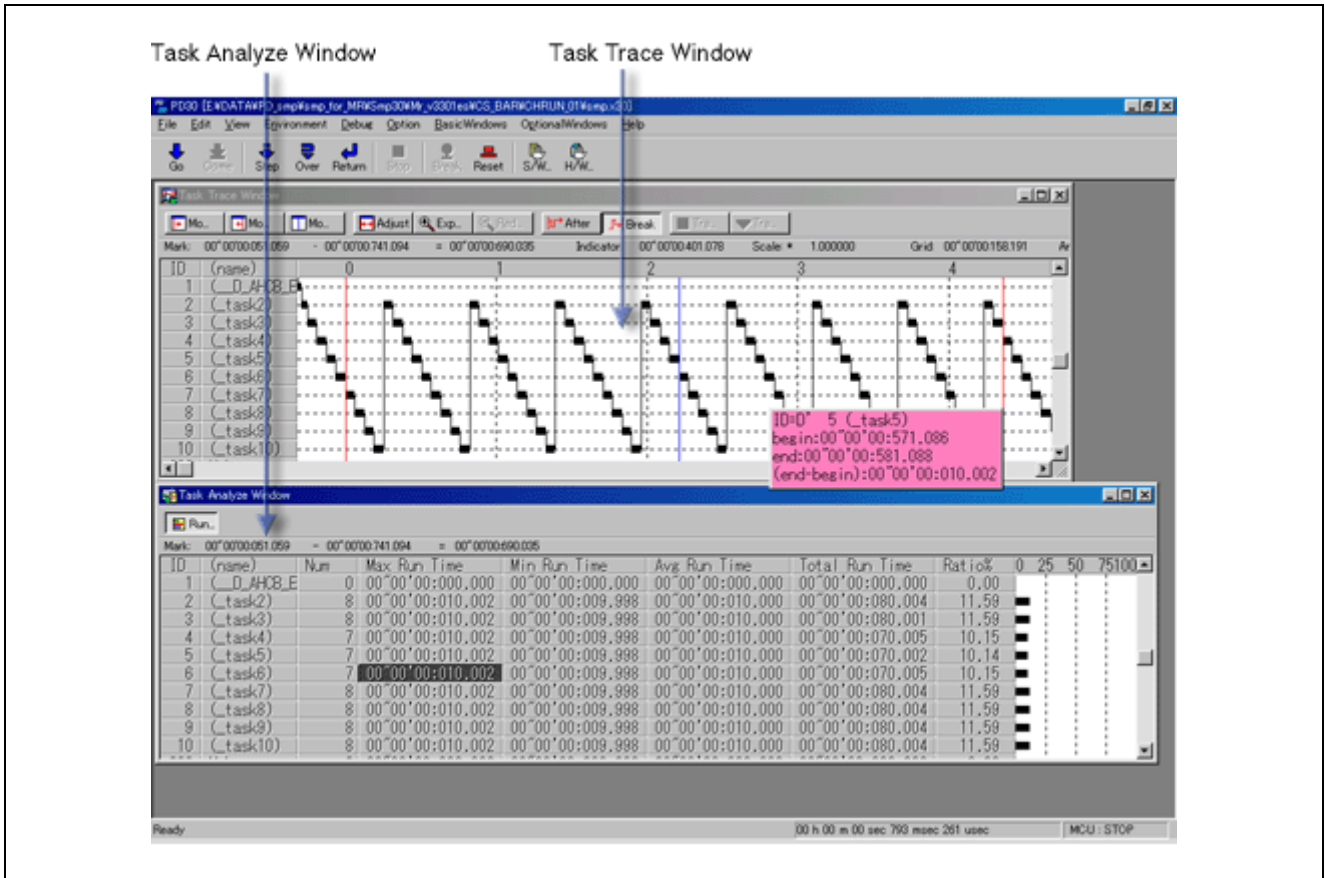 Task Analyze Window
Task Trace Window
PD30 [E:¥DATA¥PD_smp¥smp_for_MR¥Smp30¥Mr_v3301es¥CS_BAR¥CHRUN_01¥smp.x30]
File Edit View Environment Debug Option BasicWindows OptionalWindows Help
Go Come Step Over Return Stop Break Reset S/W... H/W...
Task Trace Window
Mo... Mo... Mo... Adjust Exp... Red... After Break Tra... Tra...
Mark: 00"00'00:051.059 - 00"00'00:741.094 = 00"00'00:690.035 Indicator 00"00'00:401.078 Scale * 1.000000 Grid 00"00'00:158.191 Ar
ID (name) 0 1 2 3 4
1 (__D_AHCB_E
2 (_task2)
3 (_task3)
4 (_task4)
5 (_task5)
6 (_task6)
7 (_task7)
8 (_task8)
9 (_task9)
10 (_task10)
ID=D' 5 (_task5)
begin:00"00'00:571.086
end:00"00'00:581.088
(end-begin):00"00'00:010.002
Task Analyze Window
Run...
Mark: 00"00'00:051.059 - 00"00'00:741.094 = 00"00'00:690.035
ID (name) Num Max Run Time Min Run Time Avg Run Time Total Run Time Ratio% 0 25 50 75100
1 (__D_AHCB_E 0 00"00'00:000.000 00"00'00:000.000 00"00'00:000.000 00"00'00:000.000 0.00
2 (_task2) 8 00"00'00:010.002 00"00'00:009.998 00"00'00:010.000 00"00'00:080.004 11.59
3 (_task3) 8 00"00'00:010.002 00"00'00:009.998 00"00'00:010.000 00"00'00:080.001 11.59
4 (_task4) 7 00"00'00:010.002 00"00'00:009.998 00"00'00:010.000 00"00'00:070.005 10.15
5 (_task5) 7 00"00'00:010.002 00"00'00:009.998 00"00'00:010.000 00"00'00:070.002 10.14
6 (_task6) 7 00"00'00:010.002 00"00'00:009.998 00"00'00:010.000 00"00'00:070.005 10.15
7 (_task7) 8 00"00'00:010.002 00"00'00:009.998 00"00'00:010.000 00"00'00:080.004 11.59
8 (_task8) 8 00"00'00:010.002 00"00'00:009.998 00"00'00:010.000 00"00'00:080.004 11.59
9 (_task9) 8 00"00'00:010.002 00"00'00:009.998 00"00'00:010.000 00"00'00:080.004 11.59
10 (_task10) 8 00"00'00:010.002 00"00'00:009.998 00"00'00:010.000 00"00'00:080.004 11.59
Ready 00 h 00 m 00 sec 793 msec 261 usec MCU : STOP